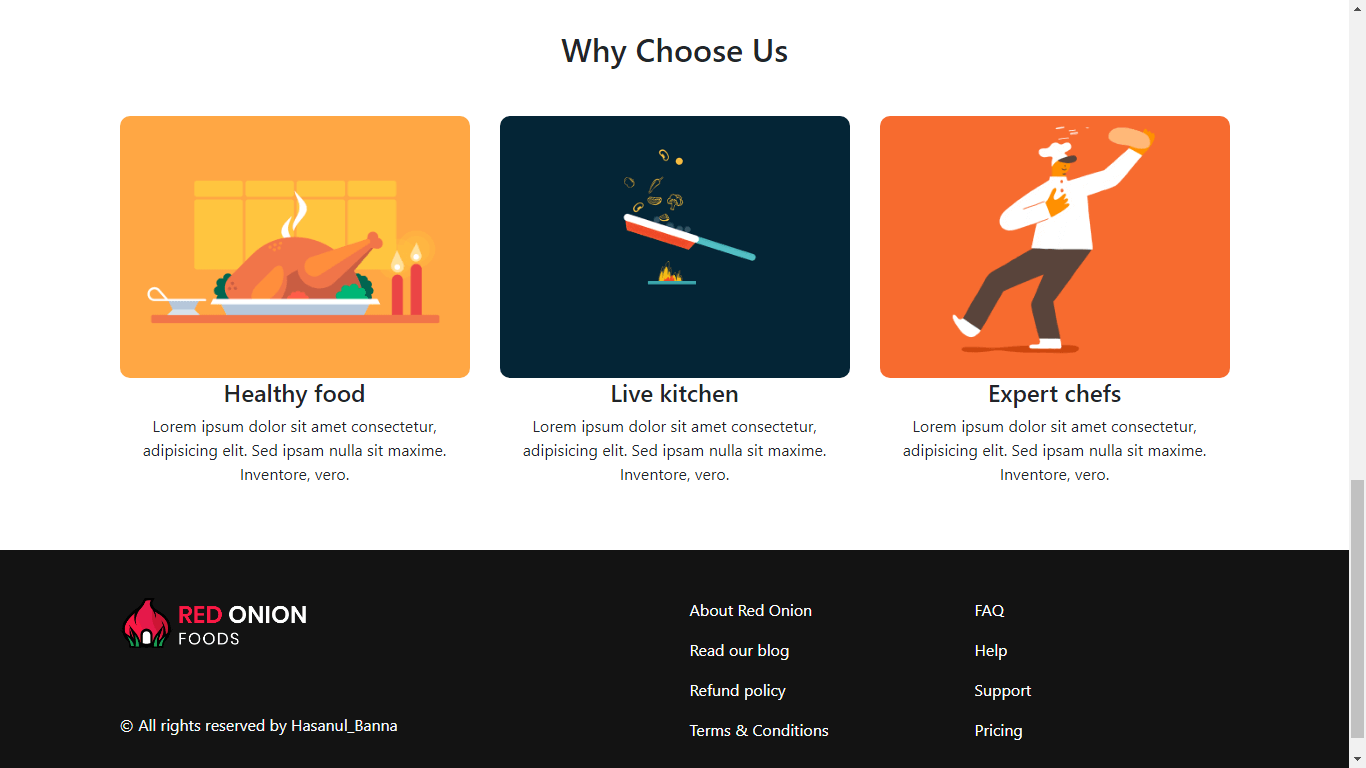 Why Choose Us
Healthy food
Lorem ipsum dolor sit amet consectetur,
adipisicing elit. Sed ipsam nulla sit maxime.
Inventore, vero.
Live kitchen
Lorem ipsum dolor sit amet consectetur,
adipisicing elit. Sed ipsam nulla sit maxime.
Inventore, vero.
Expert chefs
Lorem ipsum dolor sit amet consectetur,
adipisicing elit. Sed ipsam nulla sit maxime.
Inventore, vero.
RED ONION
FOODS
© All rights reserved by Hasanul_Banna
About Red Onion
Read our blog
Refund policy
Terms & Conditions
FAQ
Help
Support
Pricing